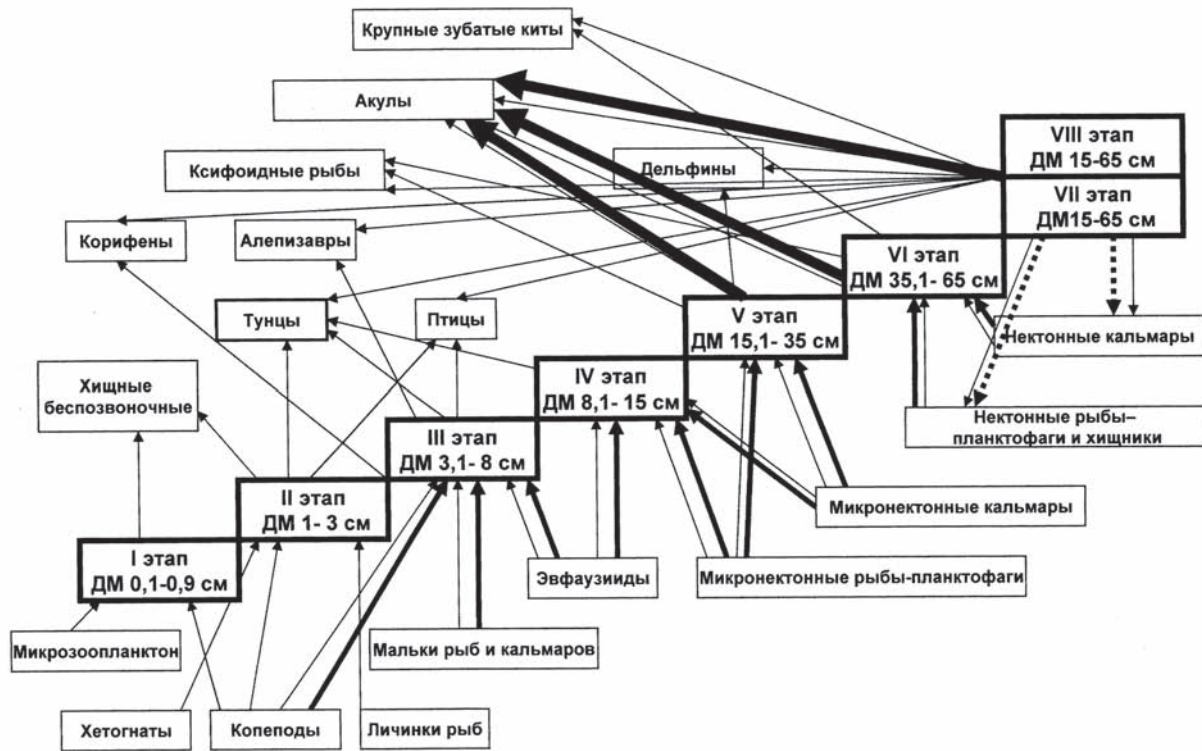 Крупные зубатые киты
Акулы
VIII этап
ДМ 15-65 см
Ксифоидные рыбы
Дельфины
VII этап
ДМ15-65 см
Корифены
Алепизавры
VI этап
ДМ 35,1- 65 см
Тунцы
Птицы
V этап
ДМ 15,1- 35 см
Нектонные кальмары
Хищные
беспозвоночные
IV этап
ДМ 8,1- 15 см
Нектонные рыбы–
планктофаги и хищники
III этап
ДМ 3,1- 8 см
II этап
ДМ 1- 3 см
Микронектонные кальмары
I этап
ДМ 0,1-0,9 см
Эвфаузииды
Микронектонные рыбы-планктофаги
Микрозоопланктон
Мальки рыб и кальмаров
Хетогнаты
Копеподы
Личинки рыб